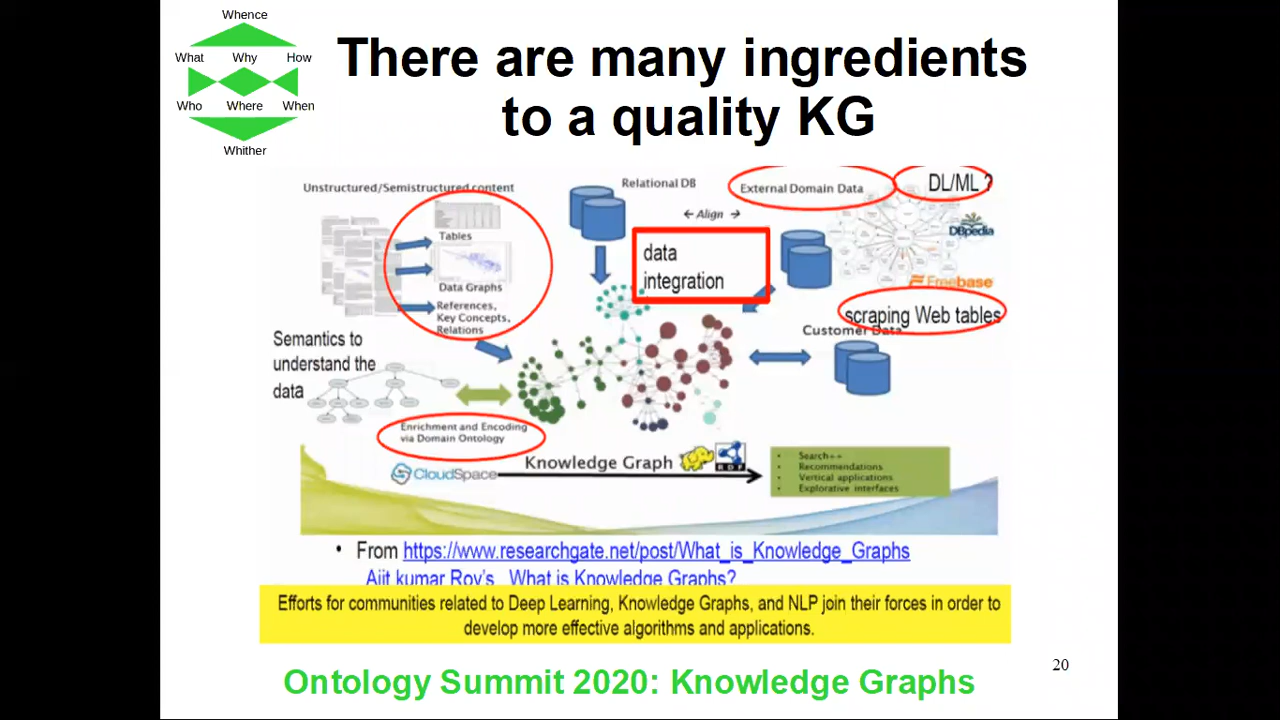 Whence
What Why How
Who Where When
Whither
There are many ingredients
to a quality KG
Unstructured/Semistructured content
Tables
Data Graphs
References,
Key Concepts,
Relations
Relational DB
External Domain Data
DL/ML ?
← Align →
DBpedia
data
integration
Freebase
scraping Web tables
Customer Data
Semantics to
understand the
data
Enrichment and Encoding
via Domain Ontology
CloudSpace
Knowledge Graph
RDF
• Search++
• Recommendations
• Vertical applications
• Explorative interfaces
• From https://www.researchgate.net/post/What_is_Knowledge_Graphs
Ajit kumar Roy's What is Knowledge Graphs?
Efforts for communities related to Deep Learning, Knowledge Graphs, and NLP join their forces in order to
develop more effective algorithms and applications.
20
Ontology Summit 2020: Knowledge Graphs